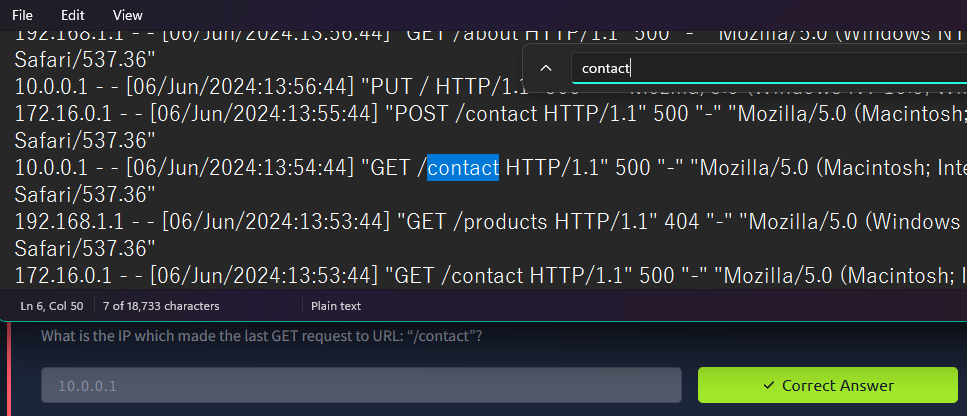 File Edit View
192.168.1.1 - - [06/Jun/2024:13:56:44] "GET /about HTTP/1.1" 500 "-" "Mozilla/5.0 (Windows NT
Safari/537.36"
contact
10.0.0.1 - - [06/Jun/2024:13:56:44] "PUT / HTTP/1.1"
172.16.0.1 - - [06/Jun/2024:13:55:44] "POST /contact HTTP/1.1" 500 "-" "Mozilla/5.0 (Macintosh;
Safari/537.36"
10.0.0.1 - - [06/Jun/2024:13:54:44] "GET /contact HTTP/1.1" 500 "-" "Mozilla/5.0 (Macintosh; Inte
Safari/537.36"
192.168.1.1 - - [06/Jun/2024:13:53:44] "GET /products HTTP/1.1" 404 "-" "Mozilla/5.0 (Windows
Safari/537.36"
172.16.0.1 - - [06/Jun/2024:13:53:44] "GET /contact HTTP/1.1" 500 "-" "Mozilla/5.0 (Macintosh; I
Ln 6, Col 50 7 of 18,733 characters Plain text
What is the IP which made the last GET request to URL: “/contact”?
10.0.0.1 Correct Answer